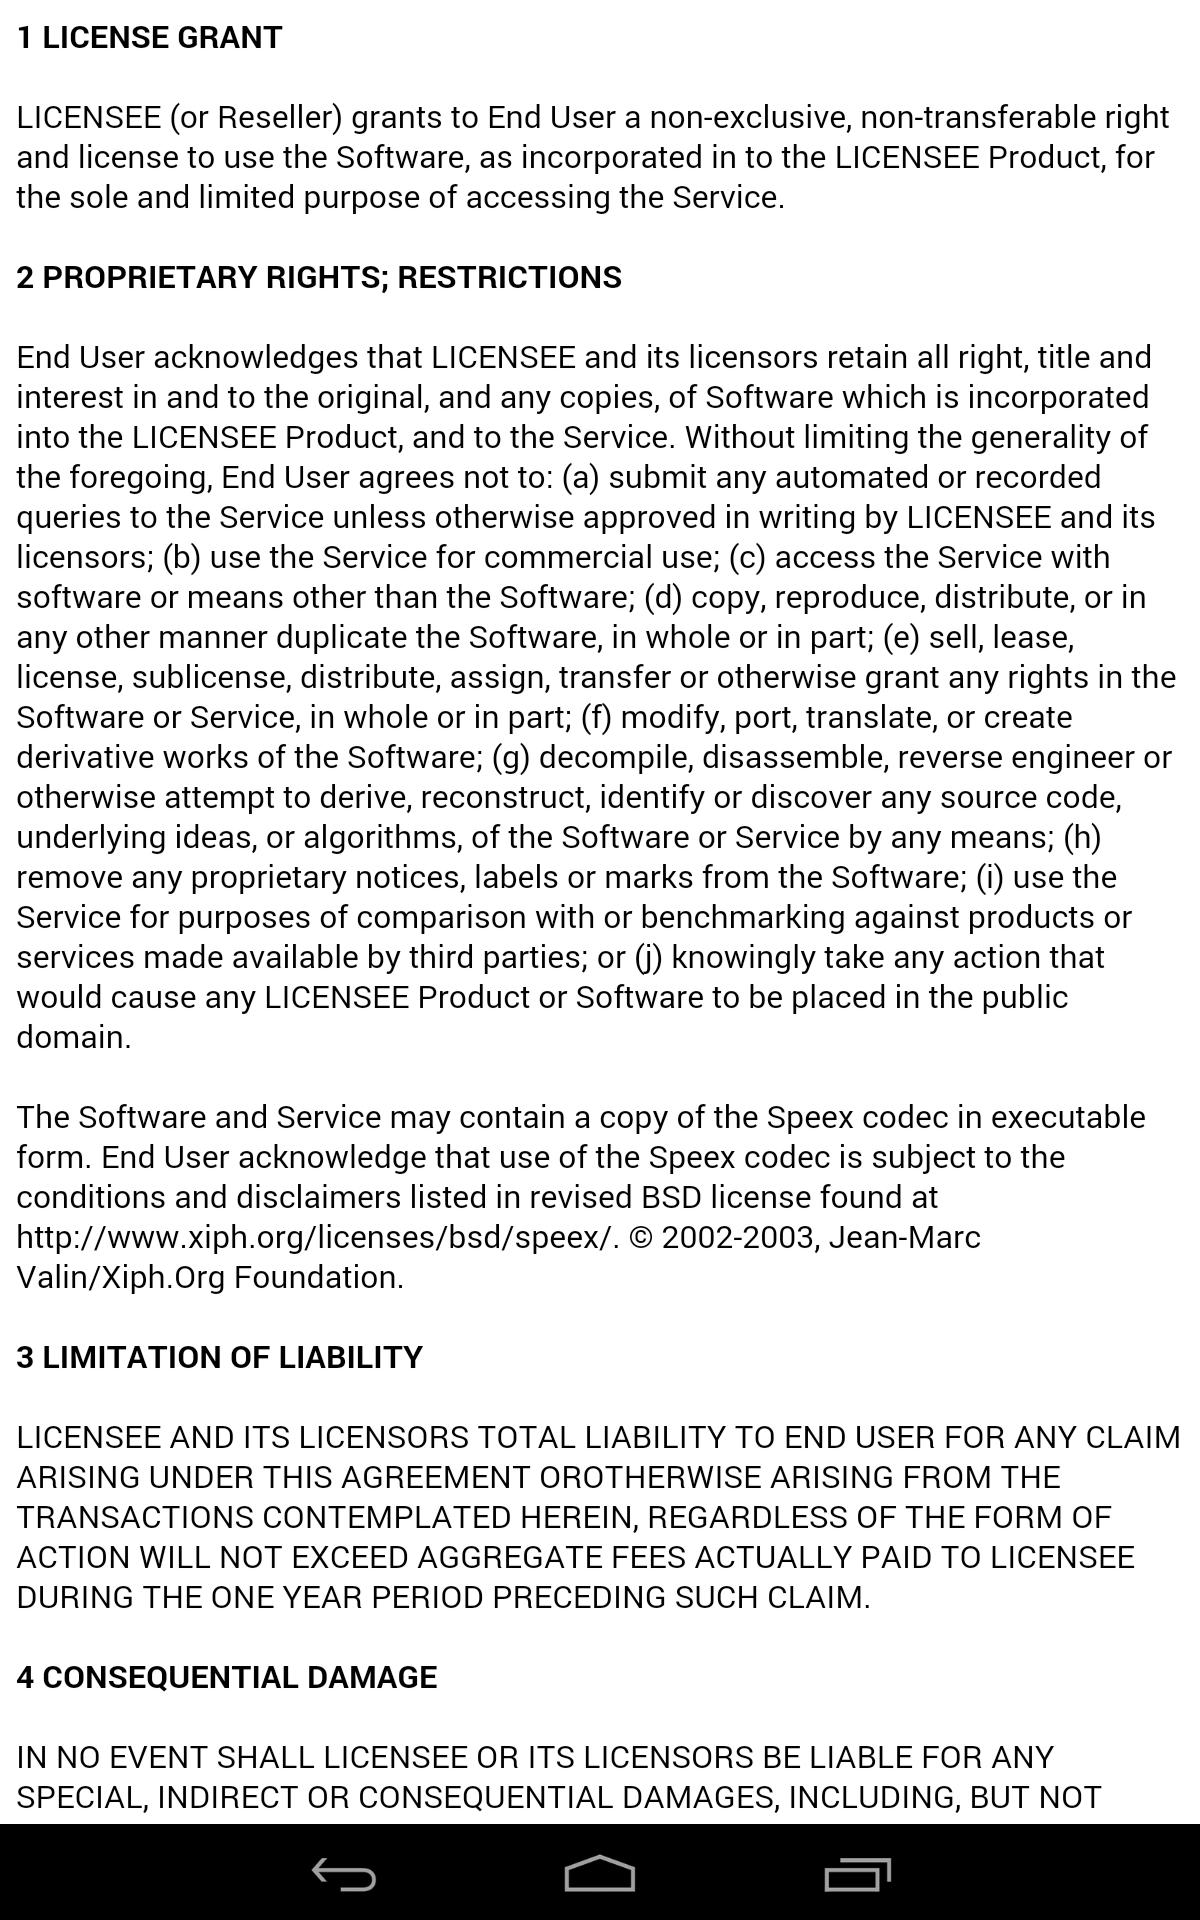 1 LICENSE GRANT
LICENSEE (or Reseller) grants to End User a non-exclusive, non-transferable right
and license to use the Software, as incorporated in to the LICENSEE Product, for
the sole and limited purpose of accessing the Service.
2 PROPRIETARY RIGHTS; RESTRICTIONS
End User acknowledges that LICENSEE and its licensors retain all right, title and
interest in and to the original, and any copies, of Software which is incorporated
into the LICENSEE Product, and to the Service. Without limiting the generality of
the foregoing, End User agrees not to: (a) submit any automated or recorded
queries to the Service unless otherwise approved in writing by LICENSEE and its
licensors; (b) use the Service for commercial use; (c) access the Service with
software or means other than the Software; (d) copy, reproduce, distribute, or in
any other manner duplicate the Software, in whole or in part; (e) sell, lease,
license, sublicense, distribute, assign, transfer or otherwise grant any rights in the
Software or Service, in whole or in part; (f) modify, port, translate, or create
derivative works of the Software; (g) decompile, disassemble, reverse engineer or
otherwise attempt to derive, reconstruct, identify or discover any source code,
underlying ideas, or algorithms, of the Software or Service by any means; (h)
remove any proprietary notices, labels or marks from the Software; (i) use the
Service for purposes of comparison with or benchmarking against products or
services made available by third parties; or (j) knowingly take any action that
would cause any LICENSEE Product or Software to be placed in the public
domain.
The Software and Service may contain a copy of the Speex codec in executable
form. End User acknowledge that use of the Speex codec is subject to the
conditions and disclaimers listed in revised BSD license found at
http://www.xiph.org/licenses/bsd/speex/. © 2002-2003, Jean-Marc
Valin/Xiph.Org Foundation.
3 LIMITATION OF LIABILITY
LICENSEE AND ITS LICENSORS TOTAL LIABILITY TO END USER FOR ANY CLAIM
ARISING UNDER THIS AGREEMENT OROTHERWISE ARISING FROM THE
TRANSACTIONS CONTEMPLATED HEREIN, REGARDLESS OF THE FORM OF
ACTION WILL NOT EXCEED AGGREGATE FEES ACTUALLY PAID TO LICENSEE
DURING THE ONE YEAR PERIOD PRECEDING SUCH CLAIM.
4 CONSEQUENTIAL DAMAGE
IN NO EVENT SHALL LICENSEE OR ITS LICENSORS BE LIABLE FOR ANY
SPECIAL, INDIRECT OR CONSEQUENTIAL DAMAGES, INCLUDING, BUT NOT